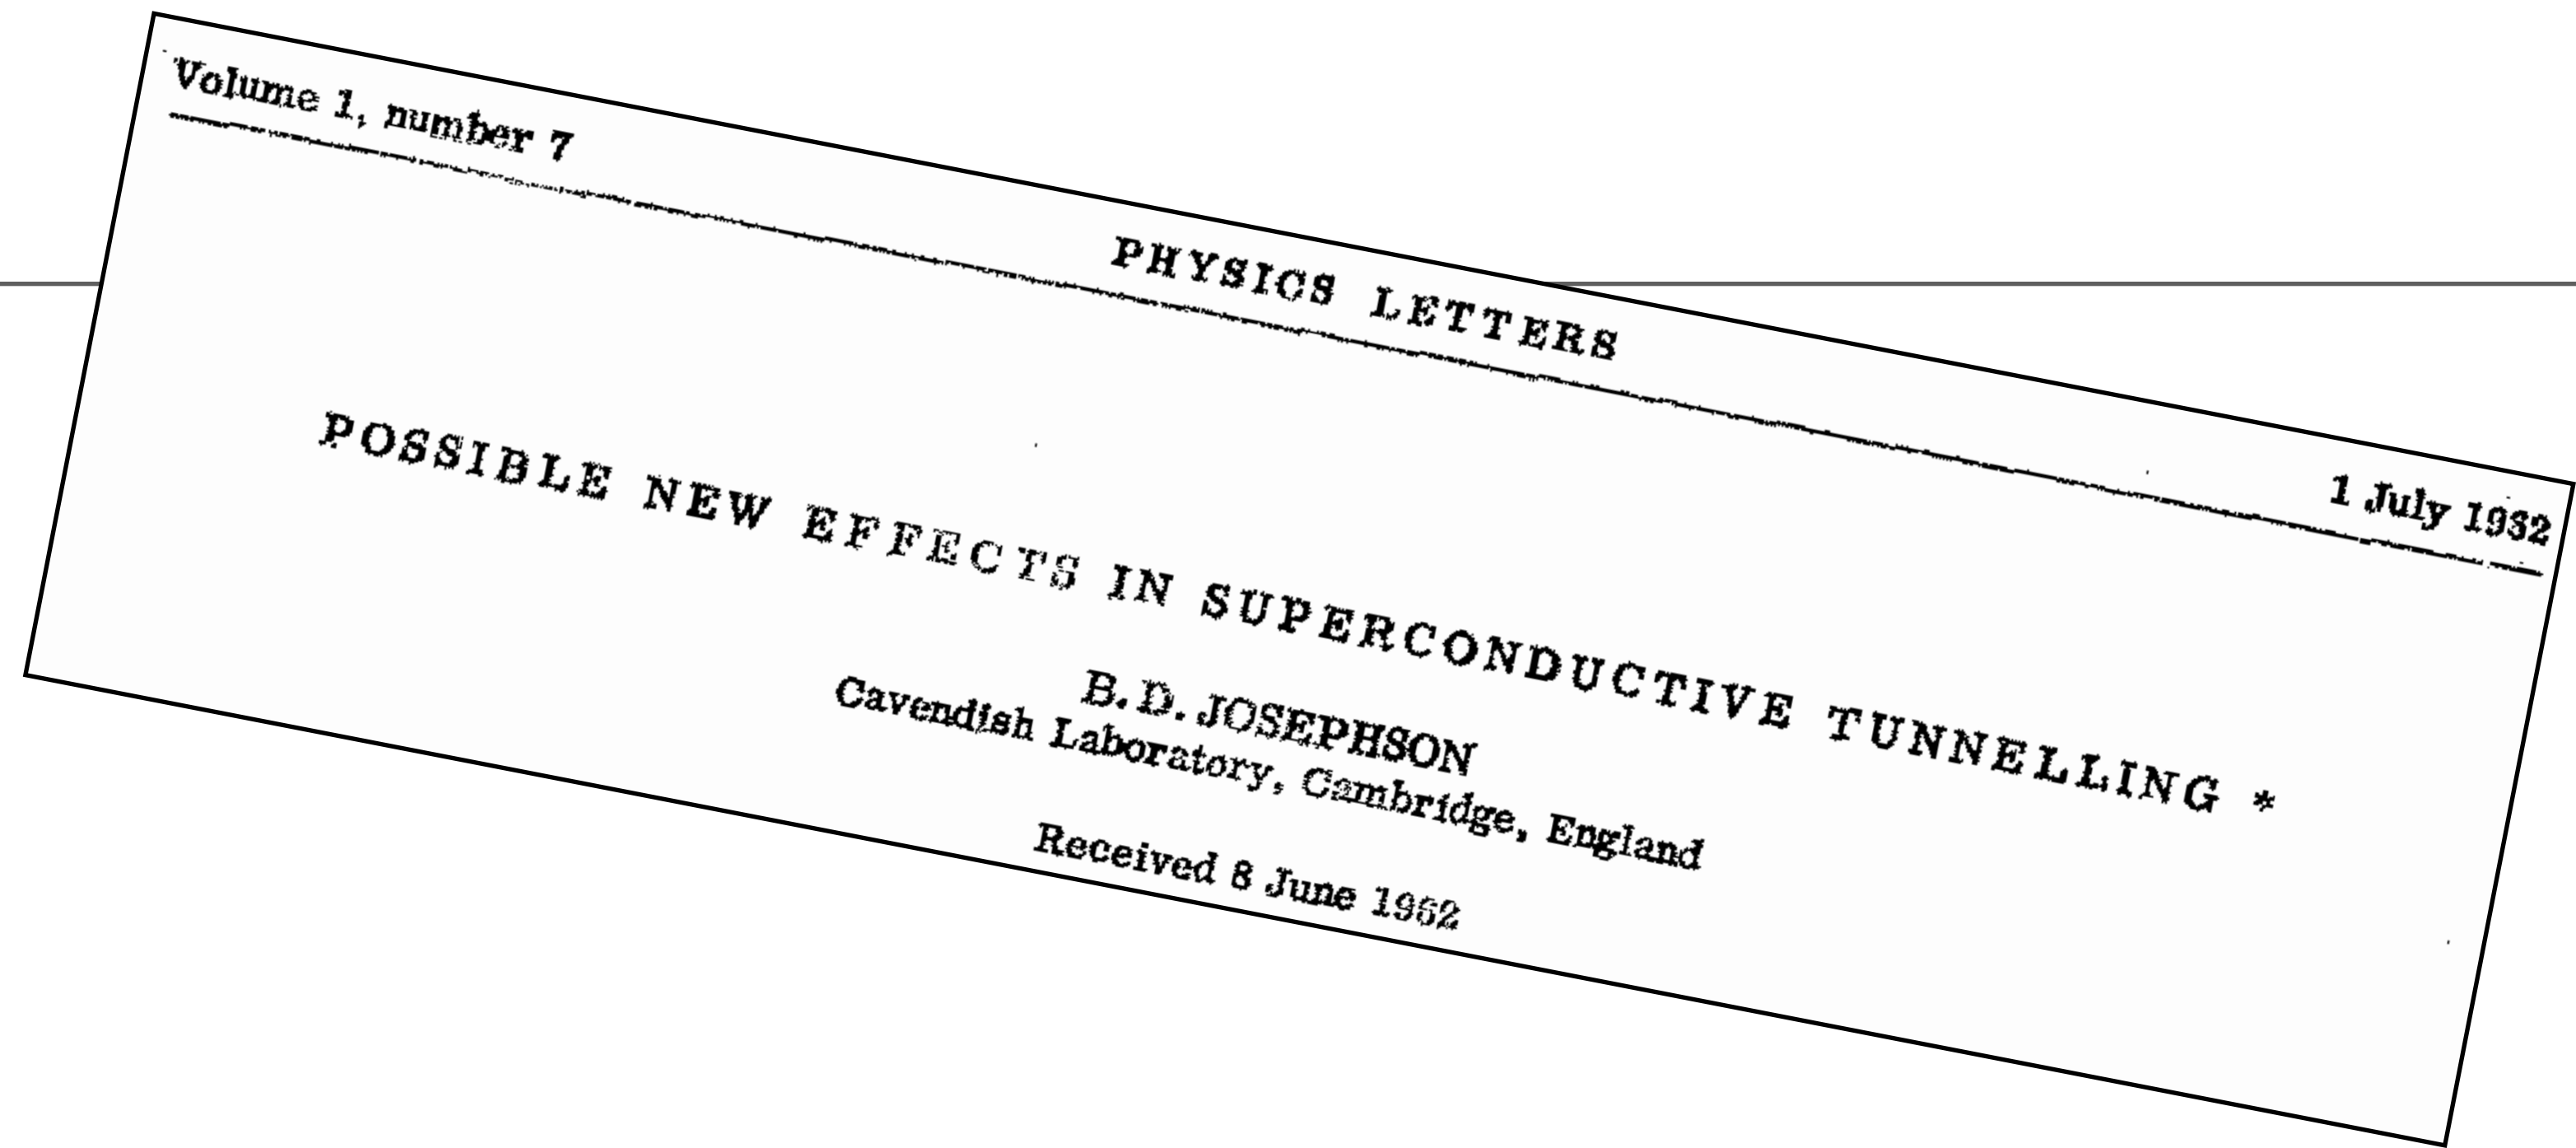 Volume 1, number 7
PHYSICS LETTERS
1 July 1962
POSSIBLE NEW EFFECTS IN SUPERCONDUCTIVE TUNNELLING *
B. D. JOSEPHSON
Cavendish Laboratory, Cambridge, England
Received 8 June 1962